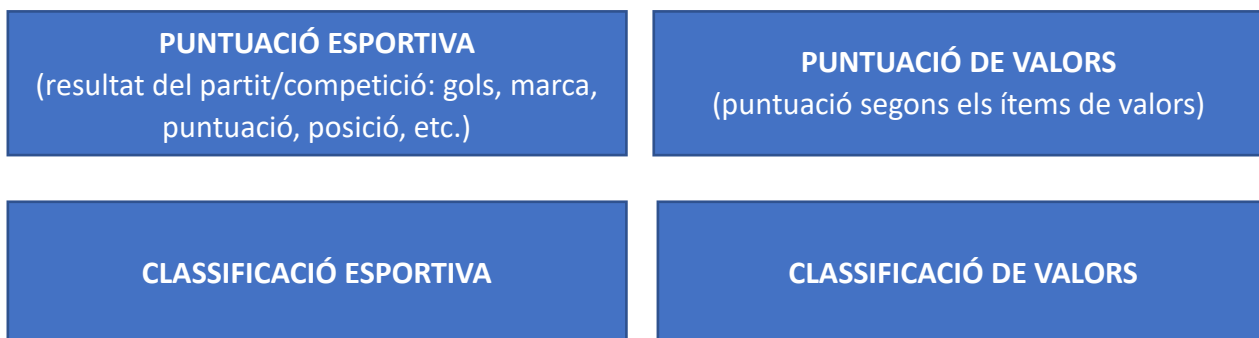 PUNTUACIÓ ESPORTIVA
(resultat del partit/competició: gols, marca,
puntuació, posició, etc.)
PUNTUACIÓ DE VALORS
(puntuació segons els ítems de valors)
CLASSIFICACIÓ ESPORTIVA
CLASSIFICACIÓ DE VALORS